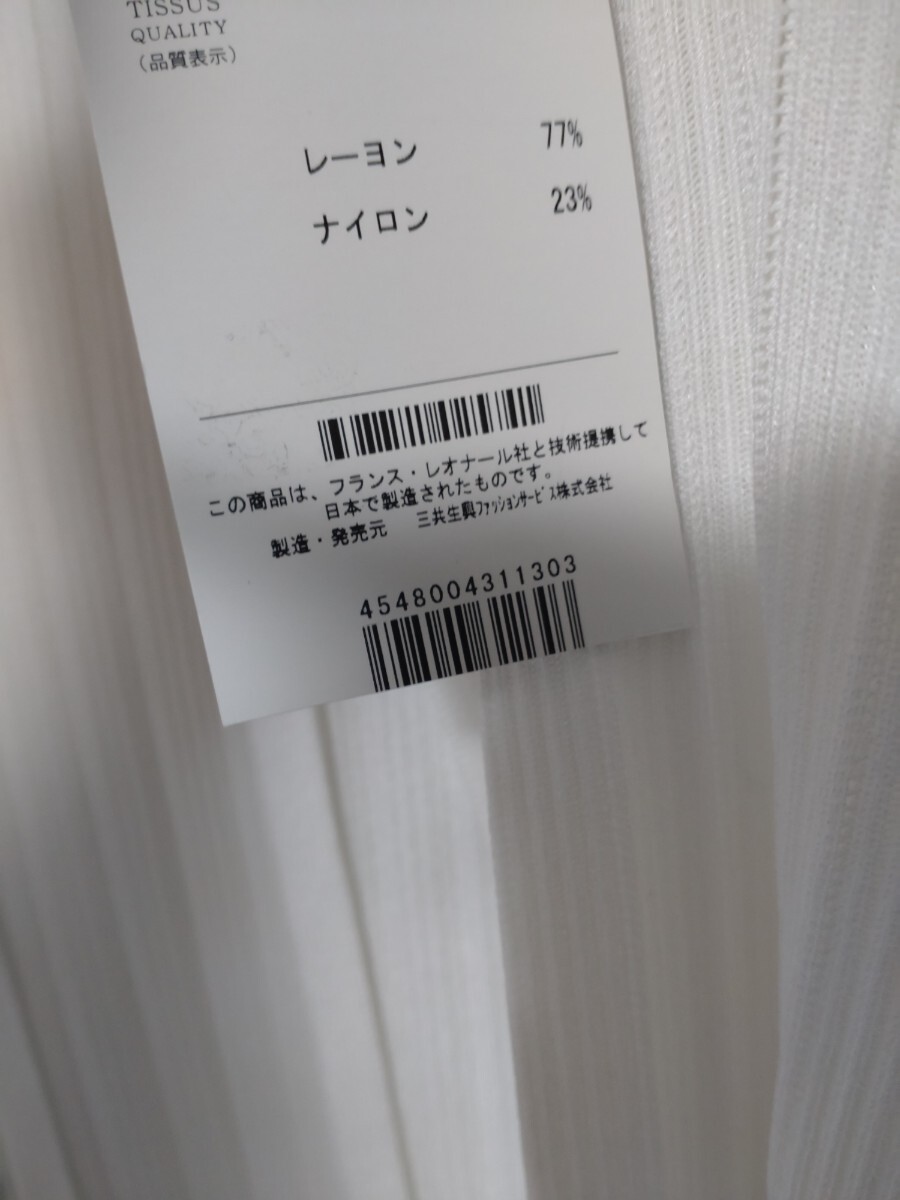 TISSUS
QUALITY
（品質表示）
レーヨン 77%
ナイロン 23%
この商品は、フランス・レオナール社と技術提携して
日本で製造されたものです。
製造・発売元 三共生興ファッションサービス株式会社
4548004311303